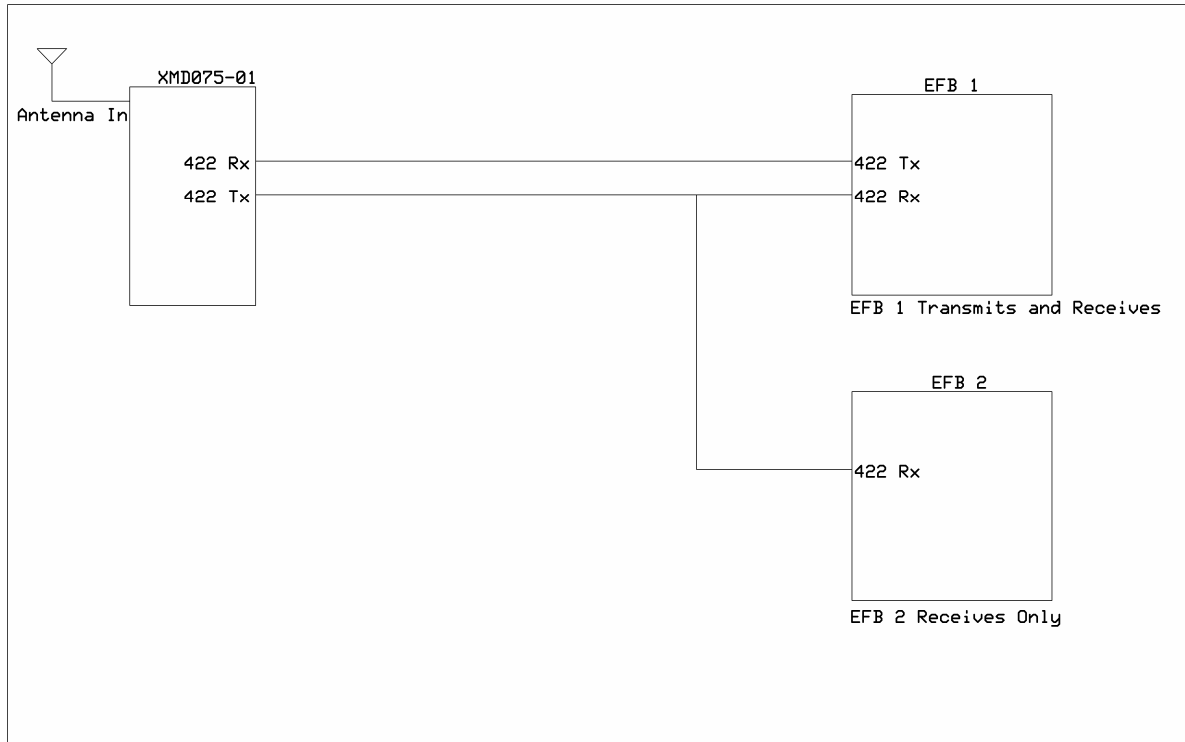 XMD075-01
Antenna In
422 Rx
422 Tx
EFB 1
422 Tx
422 Rx
EFB 1 Transmits and Receives
EFB 2
422 Rx
EFB 2 Receives Only